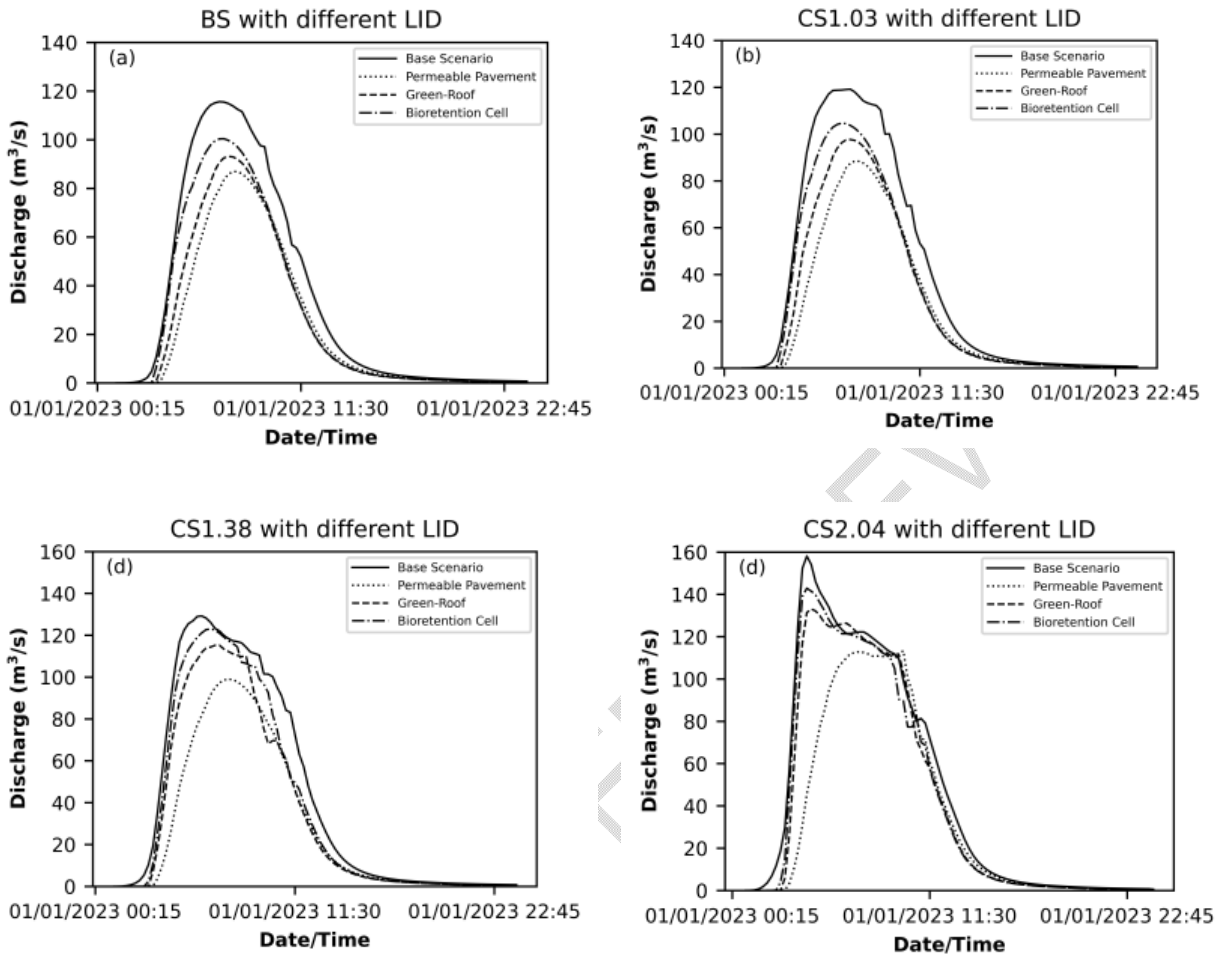 BS with different LID
(a)
Base Scenario
Permeable Pavement
Green-Roof
Bioretention Cell
140
120
100
80
60
40
20
0
Discharge (m³/s)
01/01/2023 00:15 01/01/2023 11:30 01/01/2023 22:45
Date/Time
CS1.03 with different LID
(b)
Base Scenario
Permeable Pavement
Green-Roof
Bioretention Cell
140
120
100
80
60
40
20
0
Discharge (m³/s)
01/01/2023 00:15 01/01/2023 11:30 01/01/2023 22:45
Date/Time
CS1.38 with different LID
(d)
Base Scenario
Permeable Pavement
Green-Roof
Bioretention Cell
160
140
120
100
80
60
40
20
0
Discharge (m³/s)
01/01/2023 00:15 01/01/2023 11:30 01/01/2023 22:45
Date/Time
CS2.04 with different LID
(d)
Base Scenario
Permeable Pavement
Green-Roof
Bioretention Cell
160
140
120
100
80
60
40
20
0
Discharge (m³/s)
01/01/2023 00:15 01/01/2023 11:30 01/01/2023 22:45
Date/Time